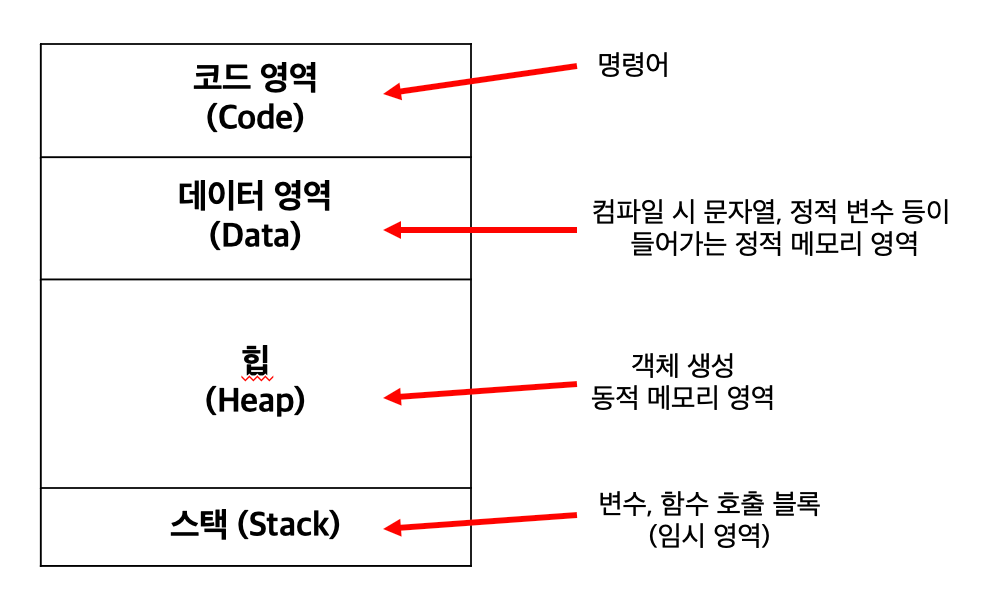 코드 영역
(Code)
명령어
데이터 영역
(Data)
컴파일 시 문자열, 정적 변수 등이
들어가는 정적 메모리 영역
힙
(Heap)
객체 생성
동적 메모리 영역
스택 (Stack)
변수, 함수 호출 블록
(임시 영역)